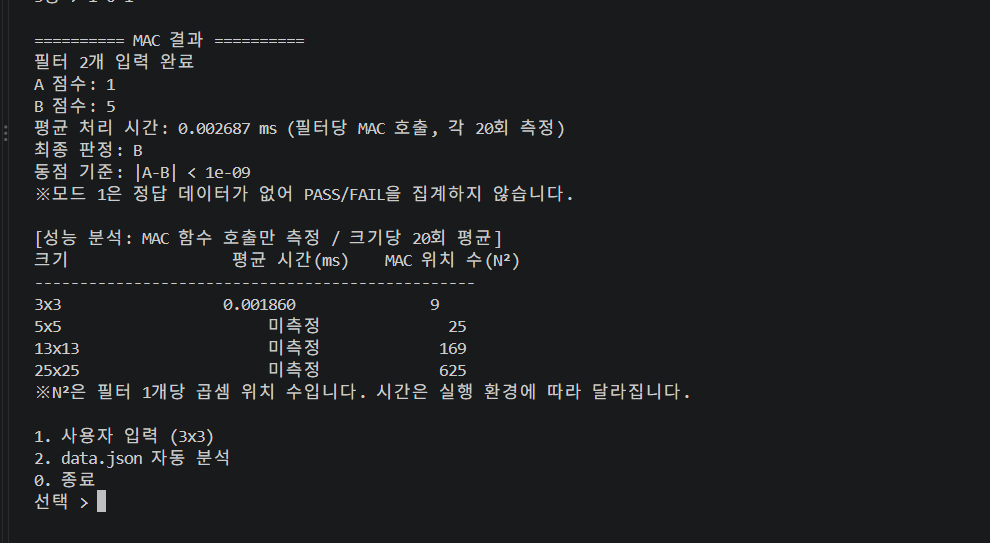 ========== MAC 결과 ==========
필터 2개 입력 완료
A 점수: 1
B 점수: 5
평균 처리 시간: 0.002687 ms (필터당 MAC 호출, 각 20회 측정)
최종 판정: B
동점 기준: |A-B| < 1e-09
※모드 1은 정답 데이터가 없어 PASS/FAIL을 집계하지 않습니다.
[성능 분석: MAC 함수 호출만 측정 / 크기당 20회 평균]
크기 평균 시간(ms) MAC 위치 수(N²)
-------------------------------------------------
3x3 0.001860 9
5x5 미측정 25
13x13 미측정 169
25x25 미측정 625
※N²은 필터 1개당 곱셈 위치 수입니다. 시간은 실행 환경에 따라 달라집니다.
1. 사용자 입력 (3x3)
2. data.json 자동 분석
0. 종료
선택 >